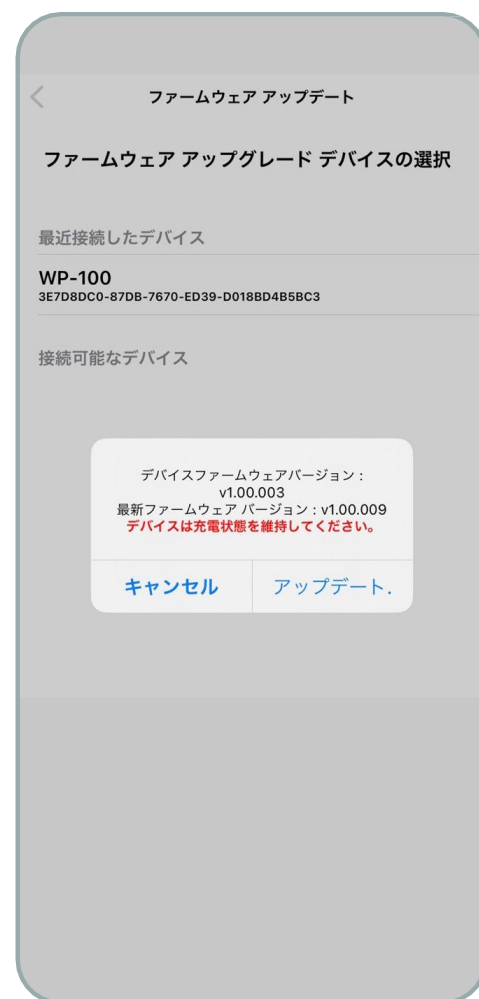 ファームウェア アップデート
ファームウェア アップグレード デバイスの選択
最近接続したデバイス
WP-100
3E7D8DC0-87DB-7670-ED39-D018BD4B5BC3
接続可能なデバイス
デバイスファームウェアバージョン：
v1.00.003
最新ファームウェア バージョン：v1.00.009
デバイスは充電状態を維持してください。
キャンセル
アップデート.